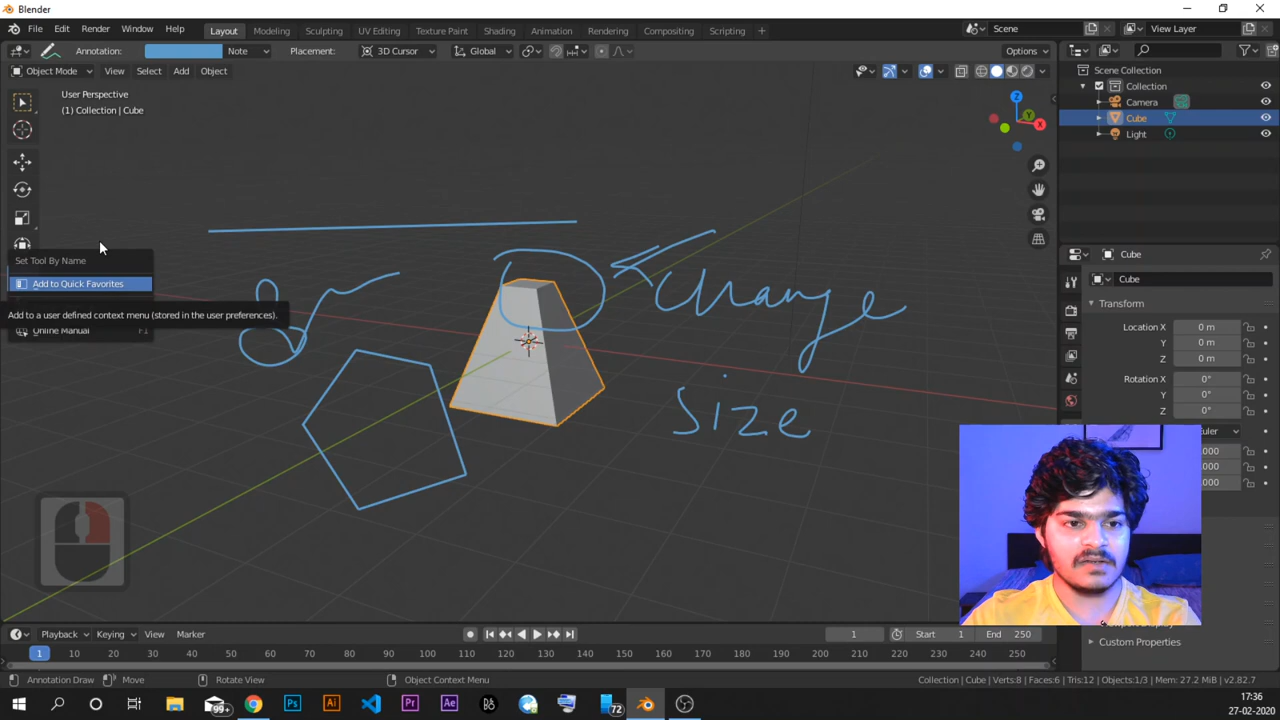 Blender
File Edit Render Window Help Layout Modeling Sculpting UV Editing Texture Paint Shading Animation Rendering Compositing Scripting + Scene View Layer
Annotation: Note Placement: 3D Cursor Global Options
Object Mode View Select Add Object
User Perspective
(1) Collection | Cube
Scene Collection
Collection
Camera
Cube
Light
Z
Y
X
Change
Size
Set Tool By Name
Add to Quick Favorites
Add to a user defined context menu (stored in the user preferences).
Online Manual F1
Cube
Cube
Transform
Location X 0 m
Y 0 m
Z 0 m
Rotation X 0°
Y 0°
Z 0°
Custom Properties
Playback Keying View Marker 1 Start 1 End 250
1 10 20 30 40 50 60 70 80 90 100 110 120 130 140 150 160 170 180 190 200 210 220 230 240 250
Annotation Draw Move Rotate View Object Context Menu Collection | Cube | Verts:8 | Faces:6 | Tris:12 | Objects:1/3 | Mem: 27.2 MiB | v2.82.7
99+ Ps Ai Pr Ae 72
17:36
27-02-2020